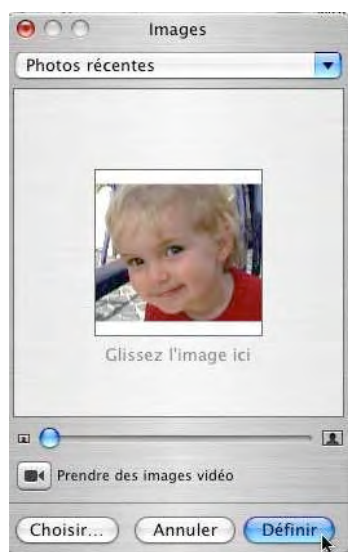 Images
Photos récentes
Glissez l'image ici
Prendre des images vidéo
Choisir... Annuler Définir